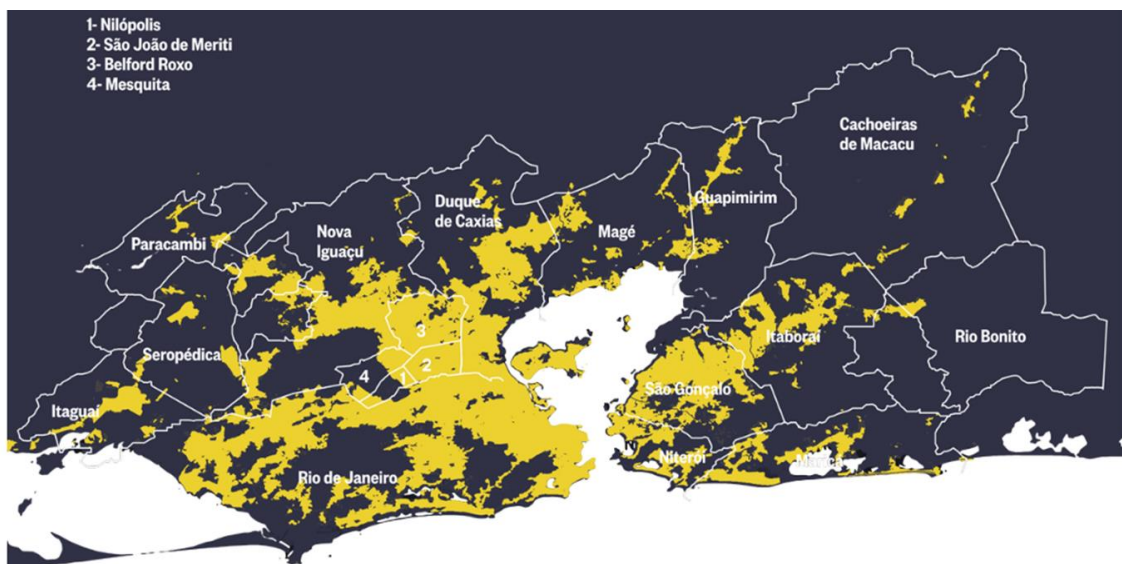 1- Nilópolis
2- São João de Meriti
3- Belford Roxo
4- Mesquita
Cachoeiras
de Macacu
Duque
de Caxias
Guapimirim
Paracambi
Nova
Iguaçu
Magé
3
Itaboraí
Rio Bonito
Seropédica
2
4
1
São Gonçalo
Itaguaí
Niterói
Rio de Janeiro